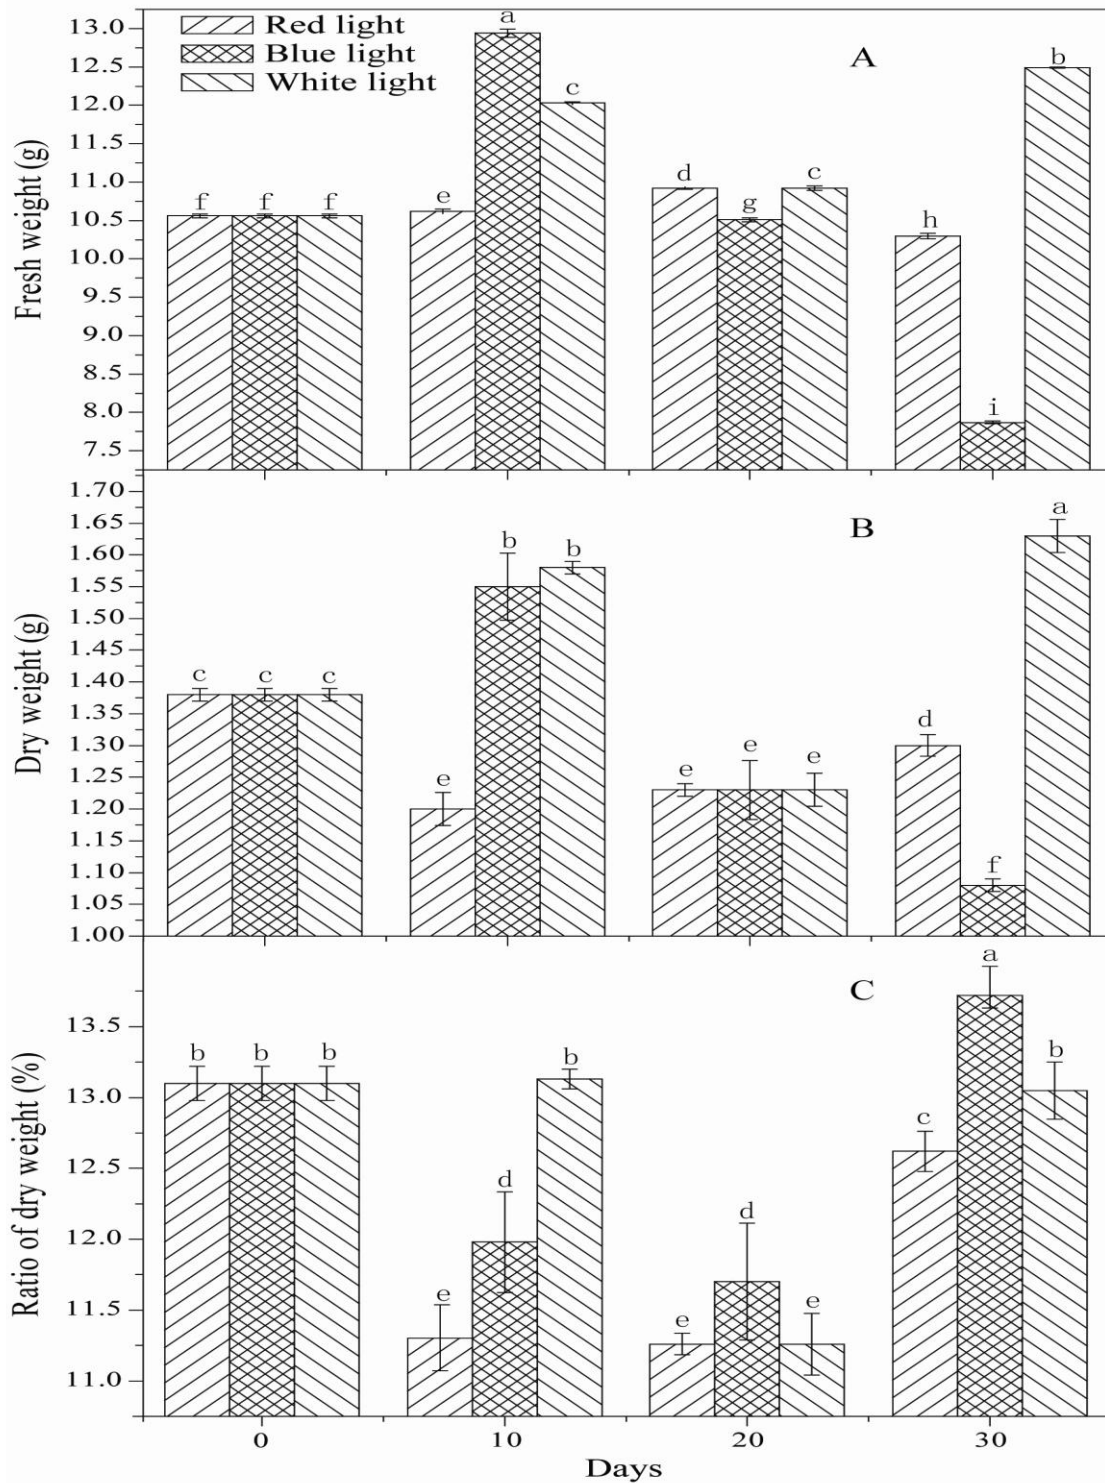 Red light
Blue light
White light
A
Fresh weight (g)
13.0
12.5
12.0
11.5
11.0
10.5
10.0
9.5
9.0
8.5
8.0
7.5
f f f
e a c
d g c
h i b
B
Dry weight (g)
1.70
1.65
1.60
1.55
1.50
1.45
1.40
1.35
1.30
1.25
1.20
1.15
1.10
1.05
1.00
c c c
e b b
e e e
d f a
C
Ratio of dry weight (%)
13.5
13.0
12.5
12.0
11.5
11.0
b b b
e d b
e d e
c a b
0 10 20 30
Days